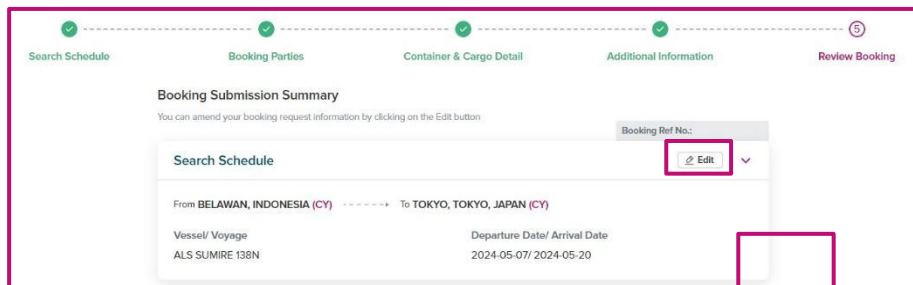 5
Search Schedule Booking Parties Container & Cargo Detail Additional Information Review Booking
Booking Submission Summary
You can amend your booking request information by clicking on the Edit button
Booking Ref No.:
Search Schedule Edit
From BELAWAN, INDONESIA (CY) To TOKYO, TOKYO, JAPAN (CY)
Vessel/ Voyage Departure Date/ Arrival Date
ALS SUMIRE 138N 2024-05-07/ 2024-05-20